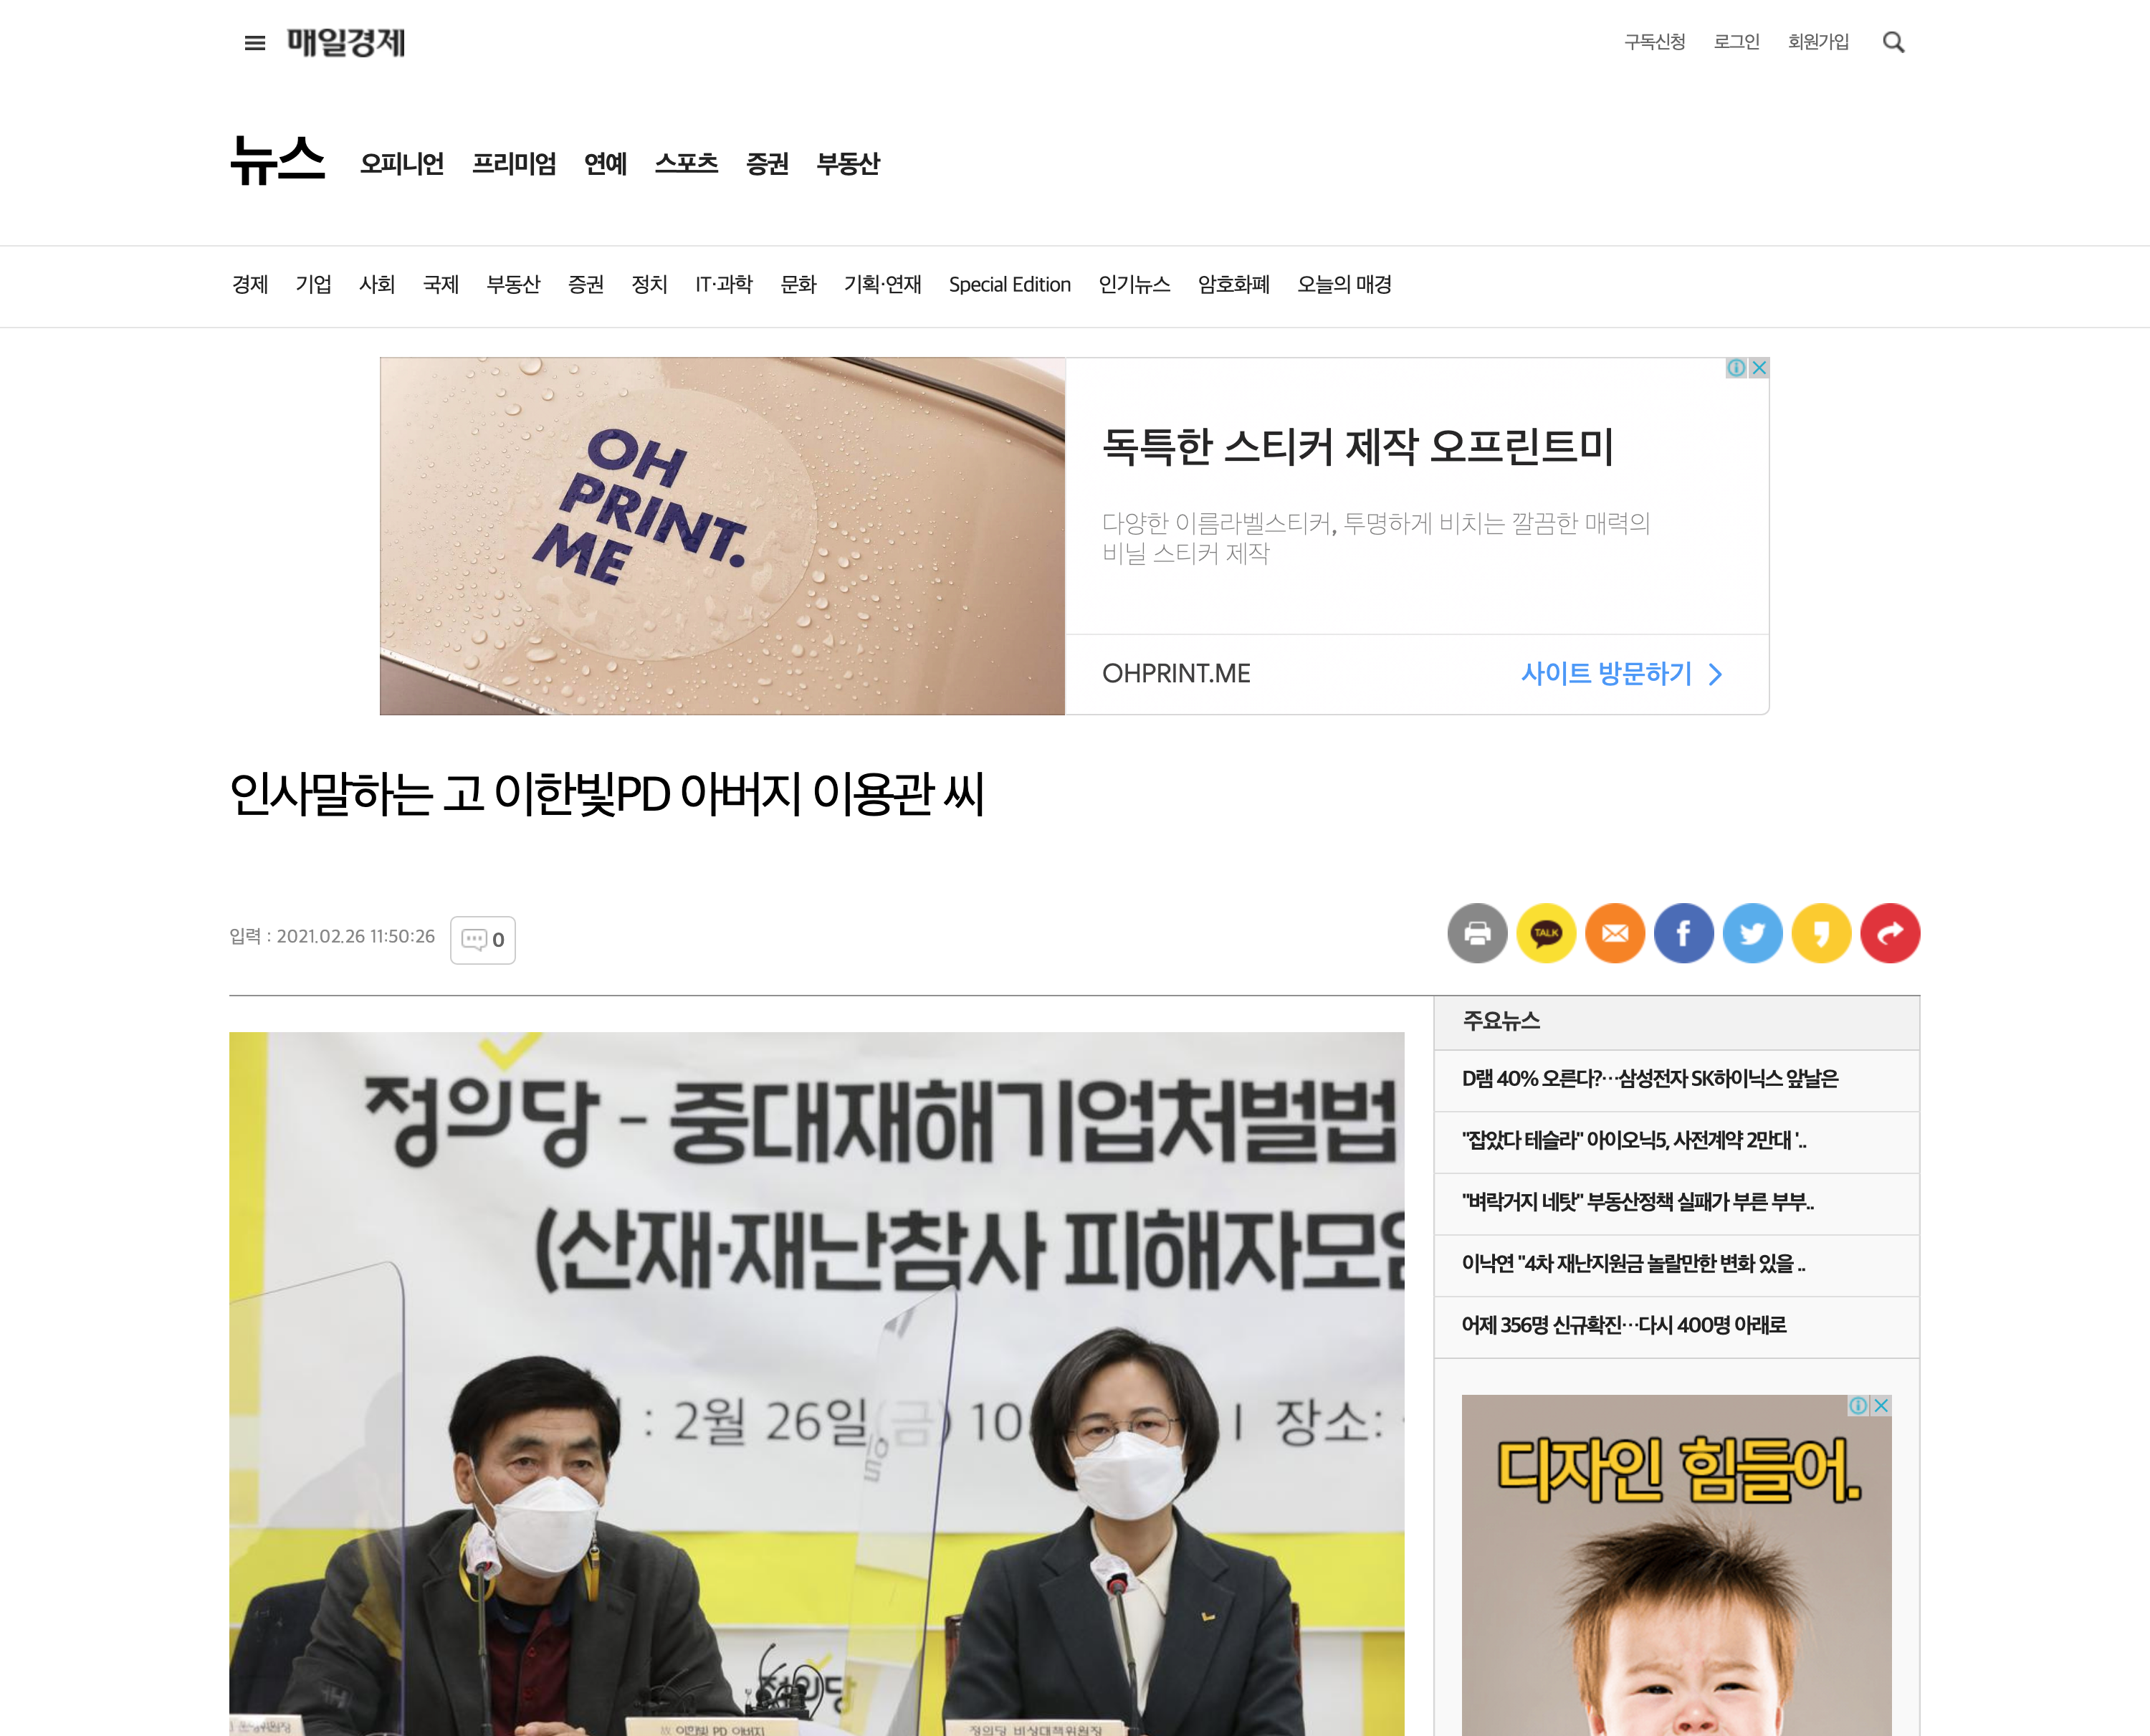 매일경제
구독신청 로그인 회원가입
뉴스 오피니언 프리미엄 연예 스포츠 증권 부동산
경제 기업 사회 국제 부동산 증권 정치 IT·과학 문화 기획·연재 Special Edition 인기뉴스 암호화폐 오늘의 매경
OH
PRINT.
ME
독특한 스티커 제작 오프린트미
다양한 이름라벨스티커, 투명하게 비치는 깔끔한 매력의
비닐 스티커 제작
OHPRINT.ME 사이트 방문하기
인사말하는 고 이한빛PD 아버지 이용관 씨
입력 : 2021.02.26 11:50:26 0
TALK
정의당 - 중대재해기업처벌법
(산재·재난참사 피해자모임
: 2월 26일(금) 10 장소:
정의당
故 이한빛 PD 아버지
정의당 비상대책위원장
주요뉴스
D램 40% 오른다?…삼성전자 SK하이닉스 앞날은
"잡았다 테슬라" 아이오닉5, 사전계약 2만대 '..
"벼락거지 네탓" 부동산정책 실패가 부른 부부..
이낙연 "4차 재난지원금 놀랄만한 변화 있을 ..
어제 356명 신규확진…다시 400명 아래로
디자인 힘들어.